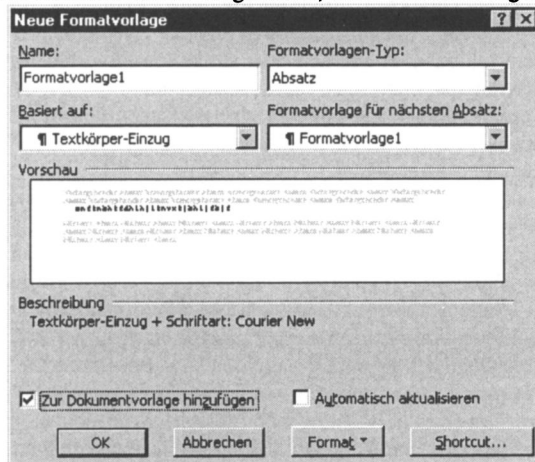 Neue Formatvorlage
Name:
Formatvorlagen-Typ:
Formatvorlage1
Absatz
Basiert auf:
Formatvorlage für nächsten Absatz:
¶ Textkörper-Einzug
¶ Formatvorlage1
Vorschau
Beschreibung
Textkörper-Einzug + Schriftart: Courier New
Zur Dokumentvorlage hinzufügen
Automatisch aktualisieren
OK
Abbrechen
Format
Shortcut...